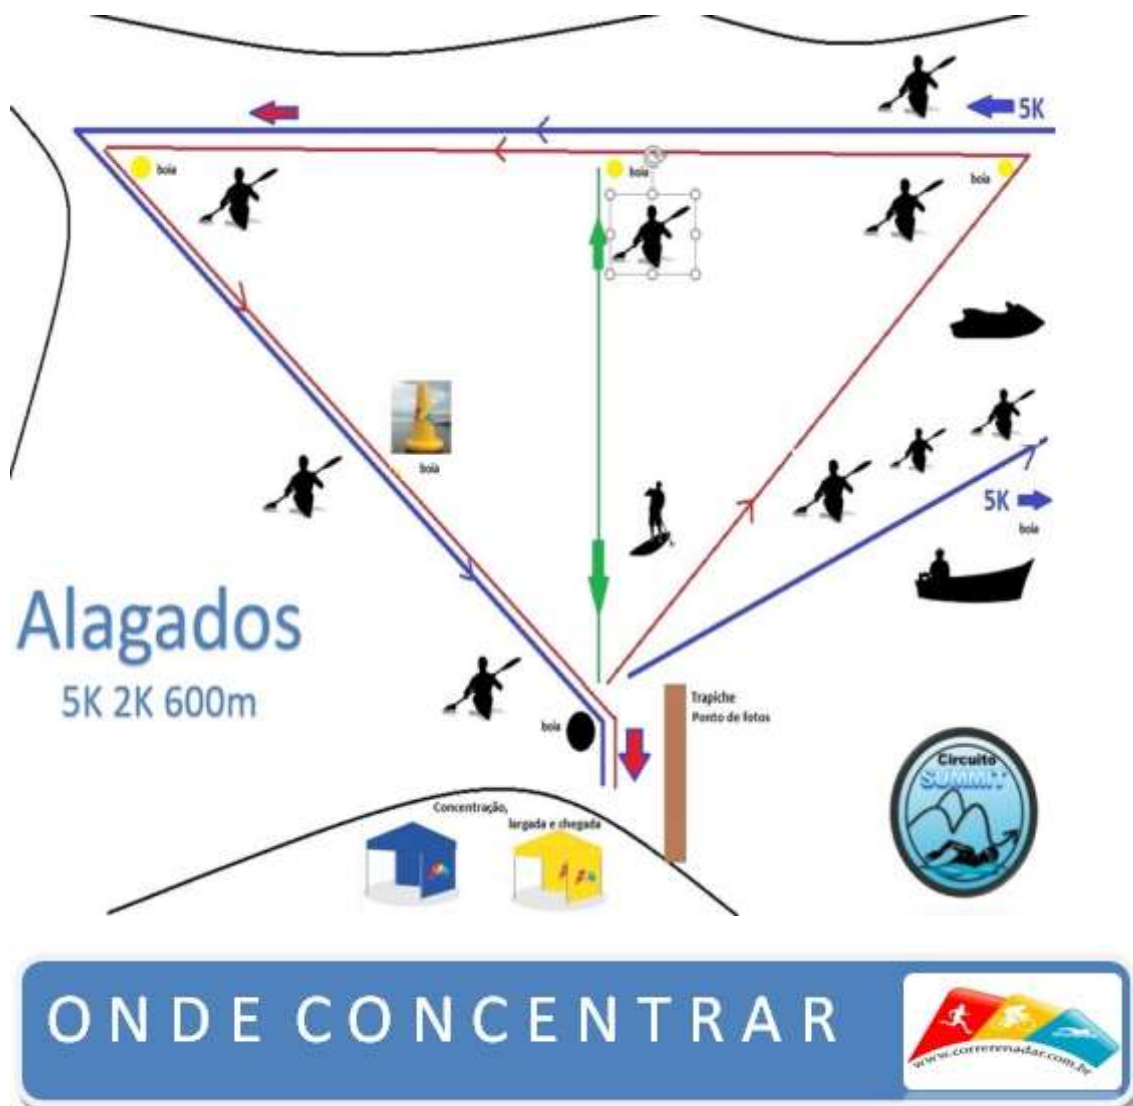 5K
boia
boia
boia
boia
5K
boia
Alagados
5K 2K 600m
boia
Trapiche
Ponto de fotos
Circuito
SUMMIT
Concentração,
largada e chegada
ONDE CONCENTRAR
www.correrenadar.com.br